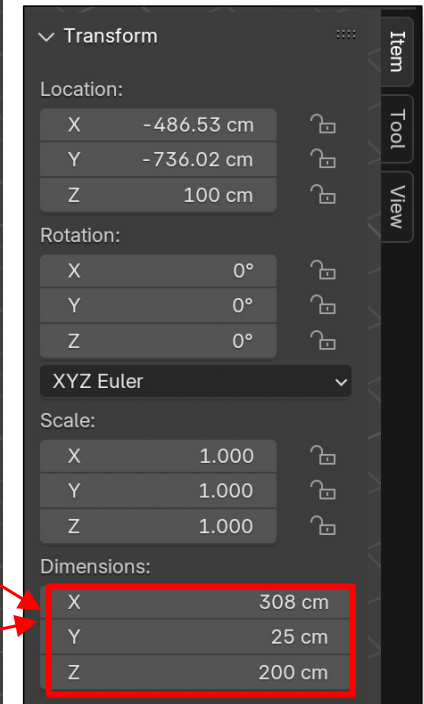 Transform
Item
Tool
View
Location:
X -486.53 cm
Y -736.02 cm
Z 100 cm
Rotation:
X 0°
Y 0°
Z 0°
XYZ Euler
Scale:
X 1.000
Y 1.000
Z 1.000
Dimensions:
X 308 cm
Y 25 cm
Z 200 cm